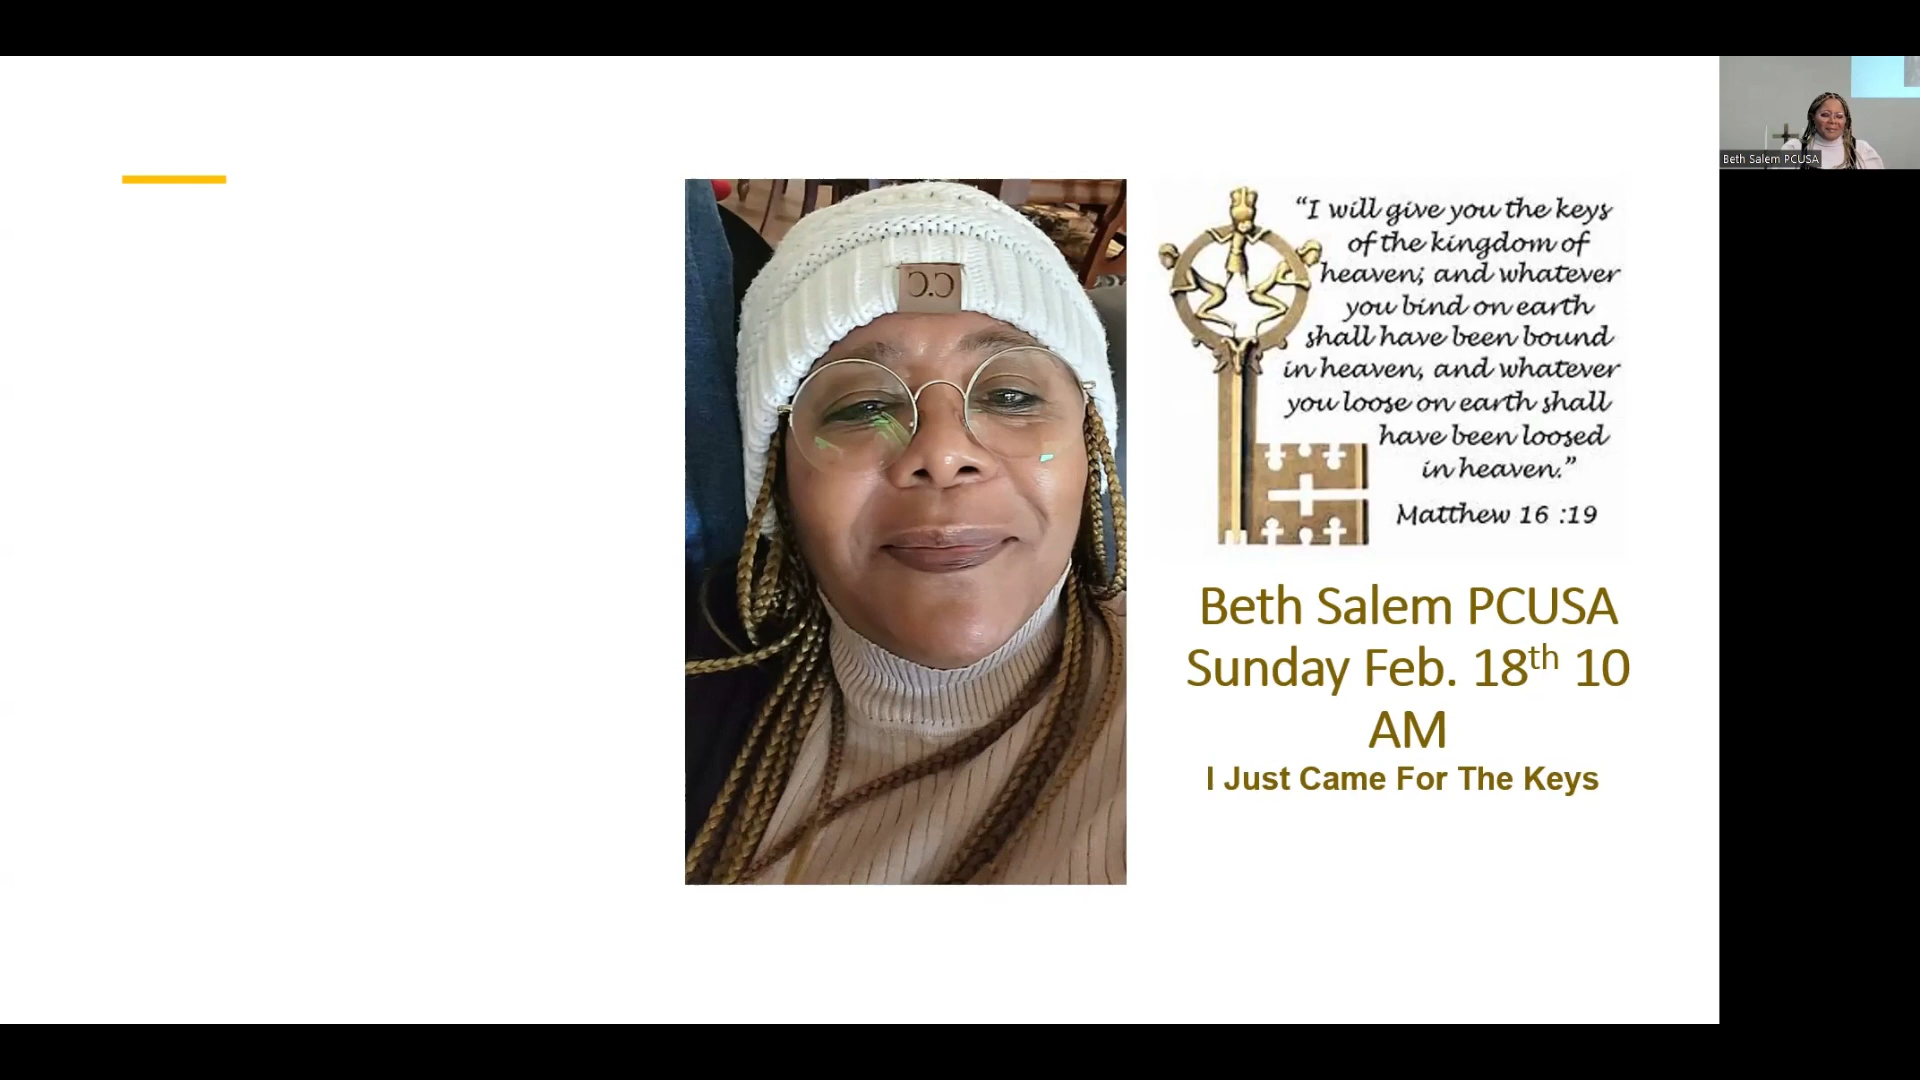 Beth Salem PCUSA
C.C
“I will give you the keys
of the kingdom of
heaven; and whatever
you bind on earth
shall have been bound
in heaven, and whatever
you loose on earth shall
have been loosed
in heaven.”
Matthew 16 :19
Beth Salem PCUSA
Sunday Feb. 18th 10
AM
I Just Came For The Keys